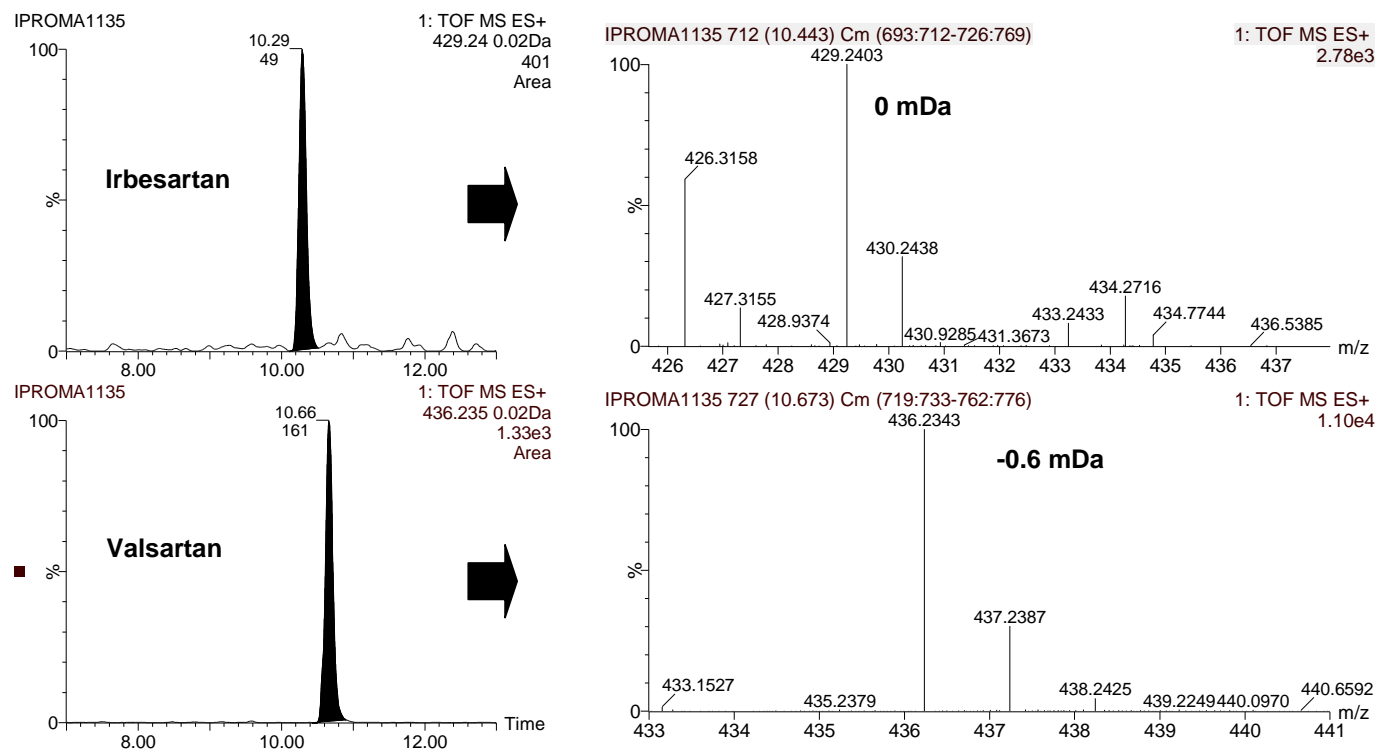 IPROMA1135
1: TOF MS ES+
429.24 0.02Da
401
Area
100
%
0
10.29
49
Irbesartan
8.00 10.00 12.00
IPROMA1135 712 (10.443) Cm (693:712-726:769)
1: TOF MS ES+
2.78e3
100
%
0
429.2403
0 mDa
426.3158
430.2438
427.3155
428.9374
430.9285
431.3673
433.2433
434.2716
434.7744
436.5385
426 427 428 429 430 431 432 433 434 435 436 437
m/z
IPROMA1135
1: TOF MS ES+
436.235 0.02Da
1.33e3
Area
100
%
0
10.66
161
Valsartan
8.00 10.00 12.00
Time
IPROMA1135 727 (10.673) Cm (719:733-762:776)
1: TOF MS ES+
1.10e4
100
%
0
436.2343
-0.6 mDa
437.2387
433.1527
435.2379
438.2425
439.2249
440.0970
440.6592
433 434 435 436 437 438 439 440 441
m/z